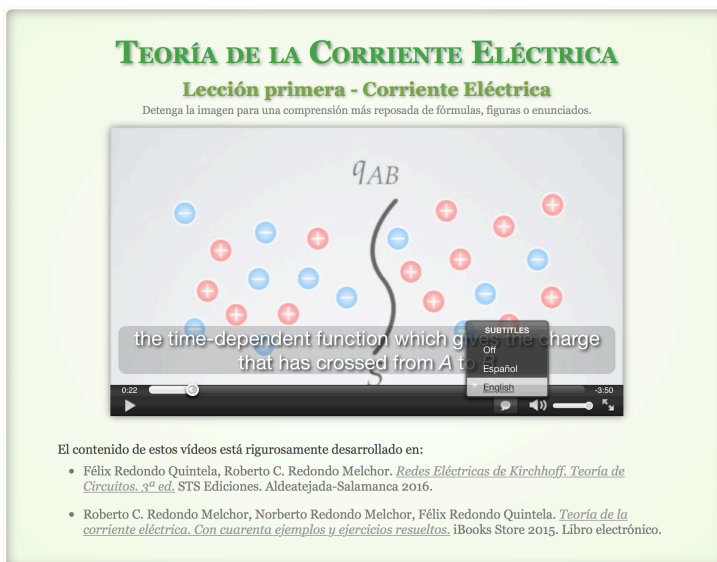 Teoría de la Corriente Eléctrica
Lección primera - Corriente Eléctrica
Detenga la imagen para una comprensión más reposada de fórmulas, figuras o enunciados.
qAB
the time-dependent function which gives the charge
that has crossed from A to B
S
SUBTITLES
Off
Español
English
0:22
-3:50
El contenido de estos vídeos está rigurosamente desarrollado en:
• Félix Redondo Quintela, Roberto C. Redondo Melchor. Redes Eléctricas de Kirchhoff. Teoría de
Circuitos. 3ª ed. STS Ediciones. Aldeatejada-Salamanca 2016.
• Roberto C. Redondo Melchor, Norberto Redondo Melchor, Félix Redondo Quintela. Teoría de la
corriente eléctrica. Con cuarenta ejemplos y ejercicios resueltos. iBooks Store 2015. Libro electrónico.